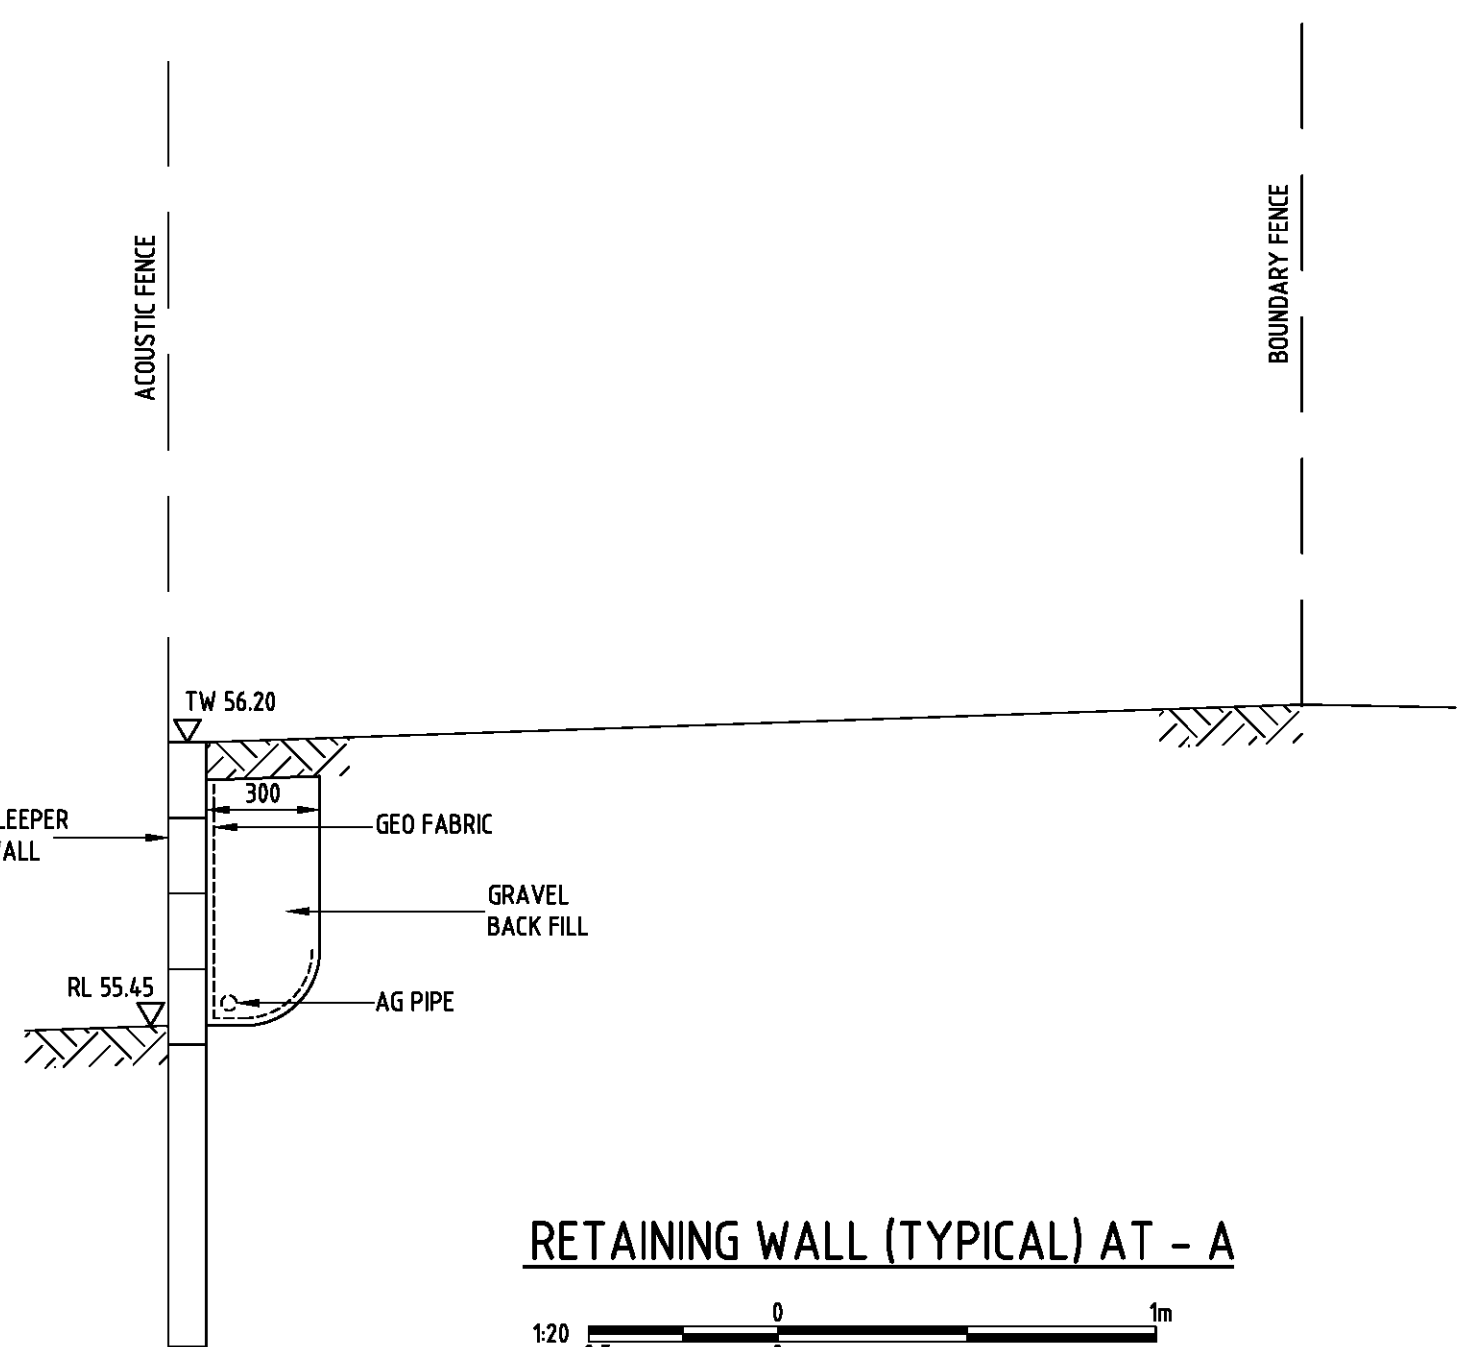 ACOUSTIC FENCE
BOUNDARY FENCE
TW 56.20
300
LEEPER
GEO FABRIC
GRAVEL
BACK FILL
RL 55.45
AG PIPE
RETAINING WALL (TYPICAL) AT - A
0
1m
1:20